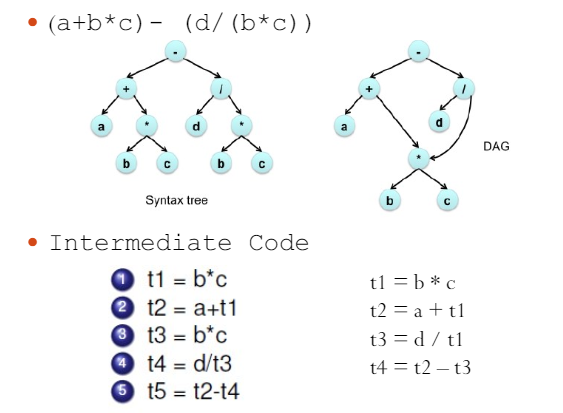 (a+b*c)- (d/(b*c))
-
-
+
/
+
/
a
*
d
*
a
d
DAG
*
b
c
b
c
b
c
Syntax tree
Intermediate Code
1 t1 = b*c
2 t2 = a+t1
3 t3 = b*c
4 t4 = d/t3
5 t5 = t2-t4
t1 = b * c
t2 = a + t1
t3 = d / t1
t4 = t2 – t3